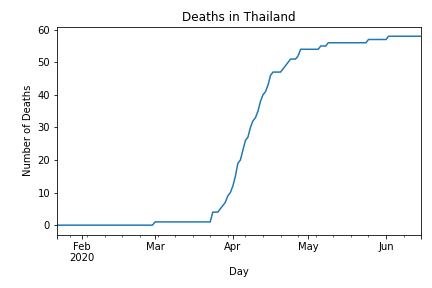 Deaths in Thailand
60
50
40
30
20
10
0
Number of Deaths
Feb
2020
Mar
Apr
May
Jun
Day